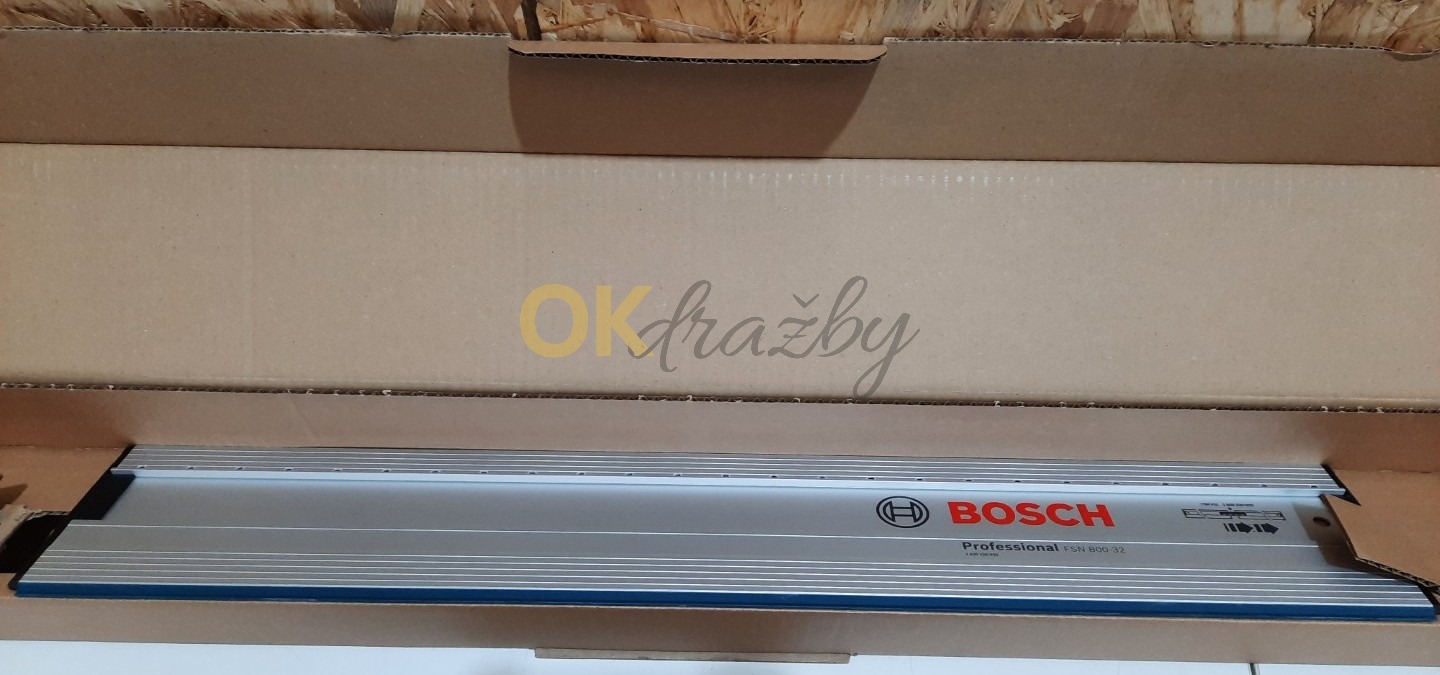 OKdražby
BOSCH
Professional FSN 800-32